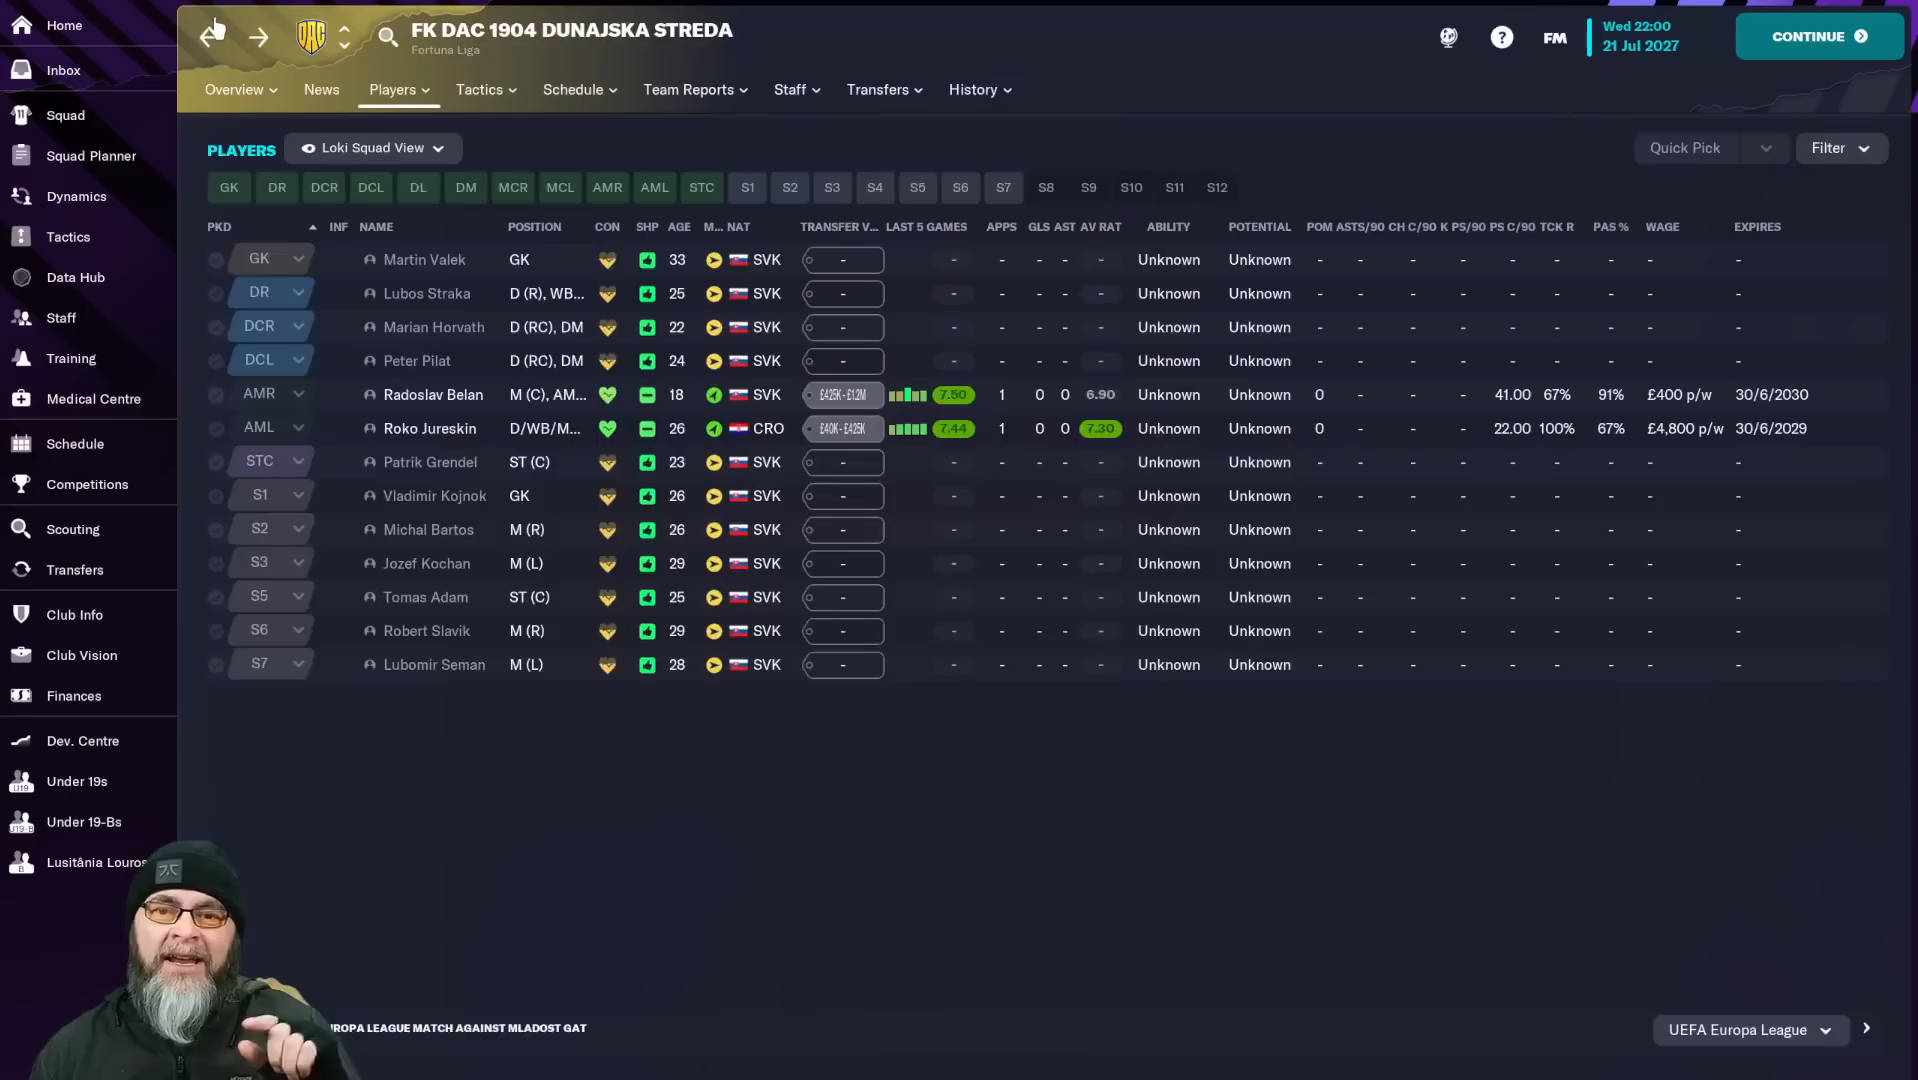 Home
Inbox
Squad
Squad Planner
Dynamics
Tactics
Data Hub
Staff
Training
Medical Centre
Schedule
Competitions
Scouting
Transfers
Club Info
Club Vision
Finances
Dev. Centre
Under 19s
Under 19-Bs
Lusitânia Louros
FK DAC 1904 DUNAJSKA STREDA
Fortuna Liga
FM
Wed 22:00
21 Jul 2027
CONTINUE
Overview News Players Tactics Schedule Team Reports Staff Transfers History
PLAYERS Loki Squad View Quick Pick Filter
GK DR DCR DCL DL DM MCR MCL AMR AML STC S1 S2 S3 S4 S5 S6 S7 S8 S9 S10 S11 S12
PKD INF NAME POSITION CON SHP AGE M... NAT TRANSFER V... LAST 5 GAMES APPS GLS AST AV RAT ABILITY POTENTIAL POM ASTS/90 CH C/90 K PS/90 PS C/90 TCK R PAS % WAGE EXPIRES
GK Martin Valek GK 33 SVK - - - - - - Unknown Unknown - - - - - - - - -
DR Lubos Straka D (R), WB... 25 SVK - - - - - - Unknown Unknown - - - - - - - - -
DCR Marian Horvath D (RC), DM 22 SVK - - - - - - Unknown Unknown - - - - - - - - -
DCL Peter Pilat D (RC), DM 24 SVK - - - - - - Unknown Unknown - - - - - - - - -
AMR Radoslav Belan M (C), AM... 18 SVK £425K - £1.2M 7.50 1 0 0 6.90 Unknown Unknown 0 - - - 41.00 67% 91% £400 p/w 30/6/2030
AML Roko Jureskin D/WB/M... 26 CRO £40K - £425K 7.44 1 0 0 7.30 Unknown Unknown 0 - - - 22.00 100% 67% £4,800 p/w 30/6/2029
STC Patrik Grendel ST (C) 23 SVK - - - - - - Unknown Unknown - - - - - - - - -
S1 Vladimir Kojnok GK 26 SVK - - - - - - Unknown Unknown - - - - - - - - -
S2 Michal Bartos M (R) 26 SVK - - - - - - Unknown Unknown - - - - - - - - -
S3 Jozef Kochan M (L) 29 SVK - - - - - - Unknown Unknown - - - - - - - - -
S5 Tomas Adam ST (C) 25 SVK - - - - - - Unknown Unknown - - - - - - - - -
S6 Robert Slavik M (R) 29 SVK - - - - - - Unknown Unknown - - - - - - - - -
S7 Lubomir Seman M (L) 28 SVK - - - - - - Unknown Unknown - - - - - - - - -
UROPA LEAGUE MATCH AGAINST MLADOST GAT
UEFA Europa League